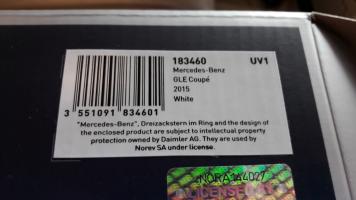 183460 UV1
Mercedes-Benz
GLE Coupé
2015
White
3 551091 834601
"Mercedes-Benz", Dreizackstern im Ring and the design of
the enclosed product are subject to intellectual property
protection owned by Daimler AG. They are used by
Norev SA under license.
NORA144027
LICENSED